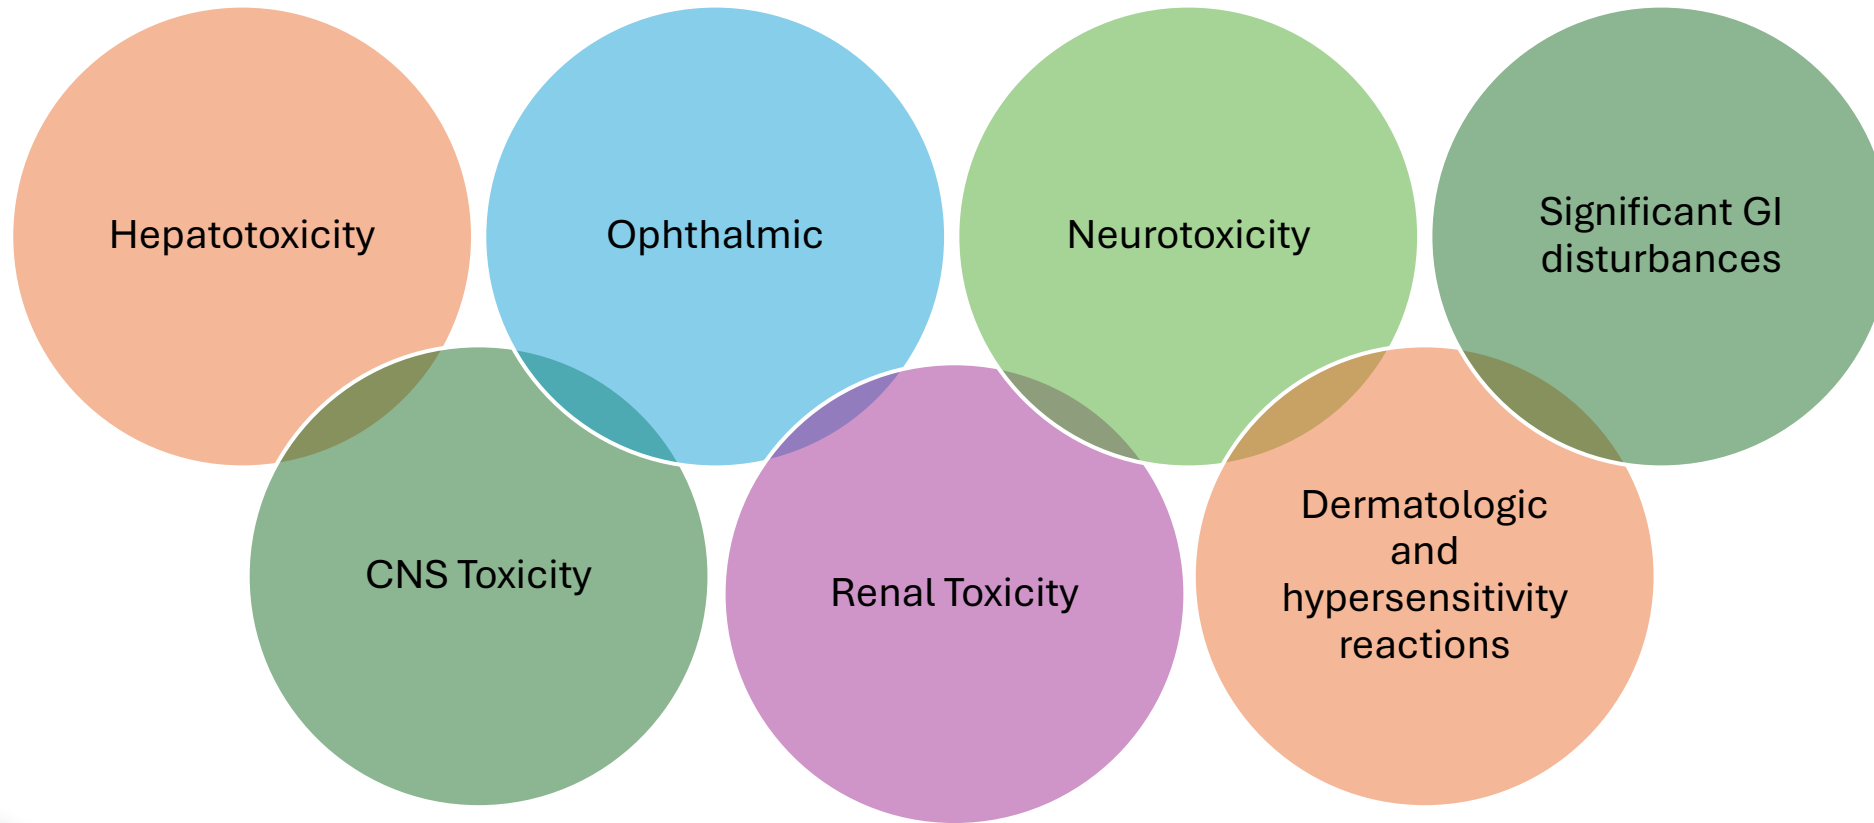 Hepatotoxicity
Ophthalmic
Neurotoxicity
Significant GI
disturbances
CNS Toxicity
Renal Toxicity
Dermatologic
and
hypersensitivity
reactions